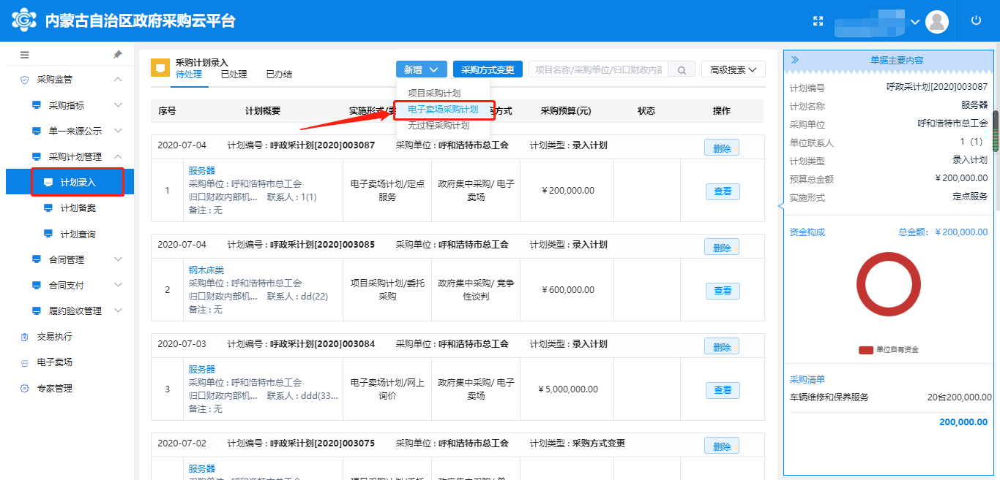 内蒙古自治区政府采购云平台
采购监管
采购指标
单一来源公示
采购计划管理
计划录入
计划备案
计划查询
合同管理
合同支付
履约验收管理
交易执行
电子卖场
专家管理
采购计划录入
待处理 已处理 已办结
新增 采购方式变更 项目名称/采购单位/归口财政内部 高级搜索
项目采购计划
电子卖场采购计划
无过程采购计划
序号 计划概要 实施形式/委 购方式 采购预算(元) 状态 操作
2020-07-04 计划编号 : 呼政采计划[2020]003087 采购单位 : 呼和浩特市总工会 计划类型 : 录入计划 删除
1
服务器
采购单位 : 呼和浩特市总工会
归口财政内部机... 联系人 : 1(1)
备注 : 无
电子卖场计划/定点
服务
政府集中采购/ 电子
卖场
￥200,000.00
查看
2020-07-04 计划编号 : 呼政采计划[2020]003085 采购单位 : 呼和浩特市总工会 计划类型 : 录入计划 删除
2
钢木床类
采购单位 : 呼和浩特市总工会
归口财政内部机... 联系人 : dd(22)
备注 : 无
项目采购计划/委托
采购
政府集中采购/ 竞争
性谈判
￥600,000.00
查看
2020-07-03 计划编号 : 呼政采计划[2020]003084 采购单位 : 呼和浩特市总工会 计划类型 : 录入计划 删除
3
服务器
采购单位 : 呼和浩特市总工会
归口财政内部机... 联系人 : ddd(33...
备注 : 无
电子卖场计划/网上
询价
政府集中采购/ 电子
卖场
￥5,000,000.00
查看
2020-07-02 计划编号 : 呼政采计划[2020]003075 采购单位 : 呼和浩特市总工会 计划类型 : 采购方式变更 删除
服务器
单据主要内容
计划编号 呼政采计划[2020]003087
计划名称 服务器
采购单位 呼和浩特市总工会
单位联系人 1（1）
计划类型 录入计划
预算总金额 ￥200,000.00
实施形式 定点服务
资金构成 总金额: ￥200,000.00
单位自有资金
采购清单
车辆维修和保养服务 20台200,000.00
200,000.00